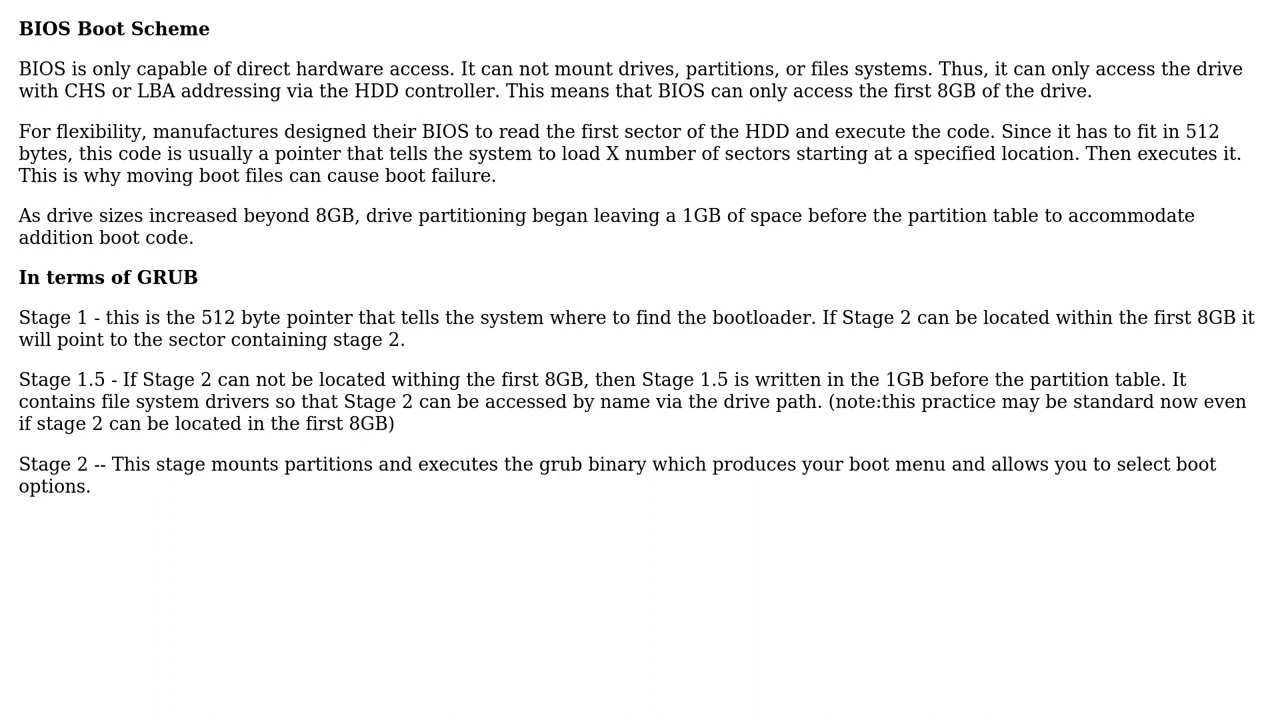 BIOS Boot Scheme
BIOS is only capable of direct hardware access. It can not mount drives, partitions, or files systems. Thus, it can only access the drive
with CHS or LBA addressing via the HDD controller. This means that BIOS can only access the first 8GB of the drive.
For flexibility, manufactures designed their BIOS to read the first sector of the HDD and execute the code. Since it has to fit in 512
bytes, this code is usually a pointer that tells the system to load X number of sectors starting at a specified location. Then executes it.
This is why moving boot files can cause boot failure.
As drive sizes increased beyond 8GB, drive partitioning began leaving a 1GB of space before the partition table to accommodate
addition boot code.
In terms of GRUB
Stage 1 - this is the 512 byte pointer that tells the system where to find the bootloader. If Stage 2 can be located within the first 8GB it
will point to the sector containing stage 2.
Stage 1.5 - If Stage 2 can not be located withing the first 8GB, then Stage 1.5 is written in the 1GB before the partition table. It
contains file system drivers so that Stage 2 can be accessed by name via the drive path. (note:this practice may be standard now even
if stage 2 can be located in the first 8GB)
Stage 2 -- This stage mounts partitions and executes the grub binary which produces your boot menu and allows you to select boot
options.